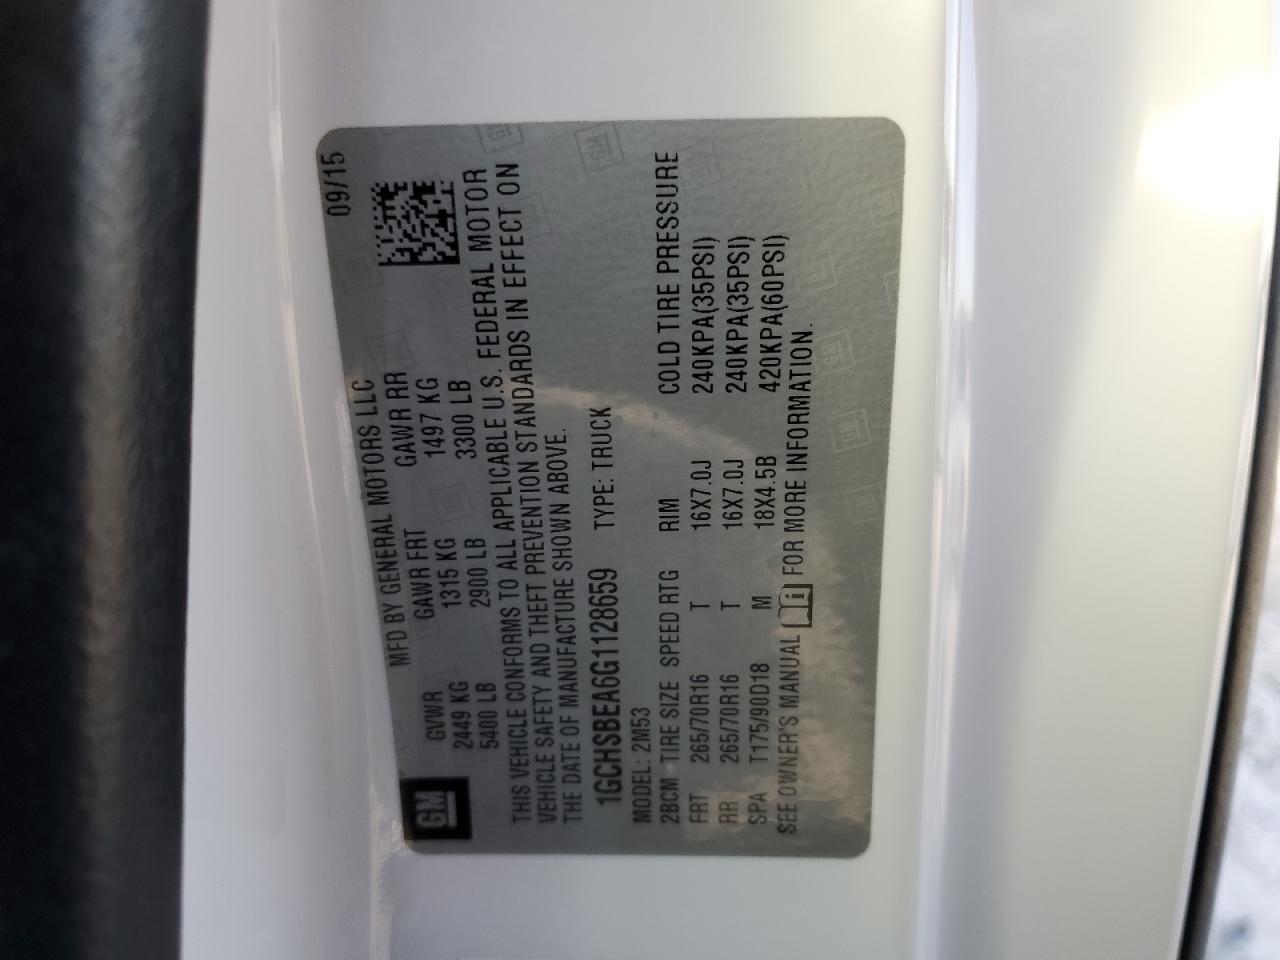 09/15
MFD BY GENERAL MOTORS LLC
GM
GVWR GAWR FRT GAWR RR
2449 KG 1315 KG 1497 KG
5400 LB 2900 LB 3300 LB
THIS VEHICLE CONFORMS TO ALL APPLICABLE U.S. FEDERAL MOTOR
VEHICLE SAFETY AND THEFT PREVENTION STANDARDS IN EFFECT ON
THE DATE OF MANUFACTURE SHOWN ABOVE.
1GCHSBEA6G1128659 TYPE: TRUCK
MODEL: 2M53
2BCM TIRE SIZE SPEED RTG RIM COLD TIRE PRESSURE
FRT 265/70R16 T 16X7.0J 240KPA(35PSI)
RR 265/70R16 T 16X7.0J 240KPA(35PSI)
SPA T175/90D18 M 18X4.5B 420KPA(60PSI)
SEE OWNER'S MANUAL i FOR MORE INFORMATION.